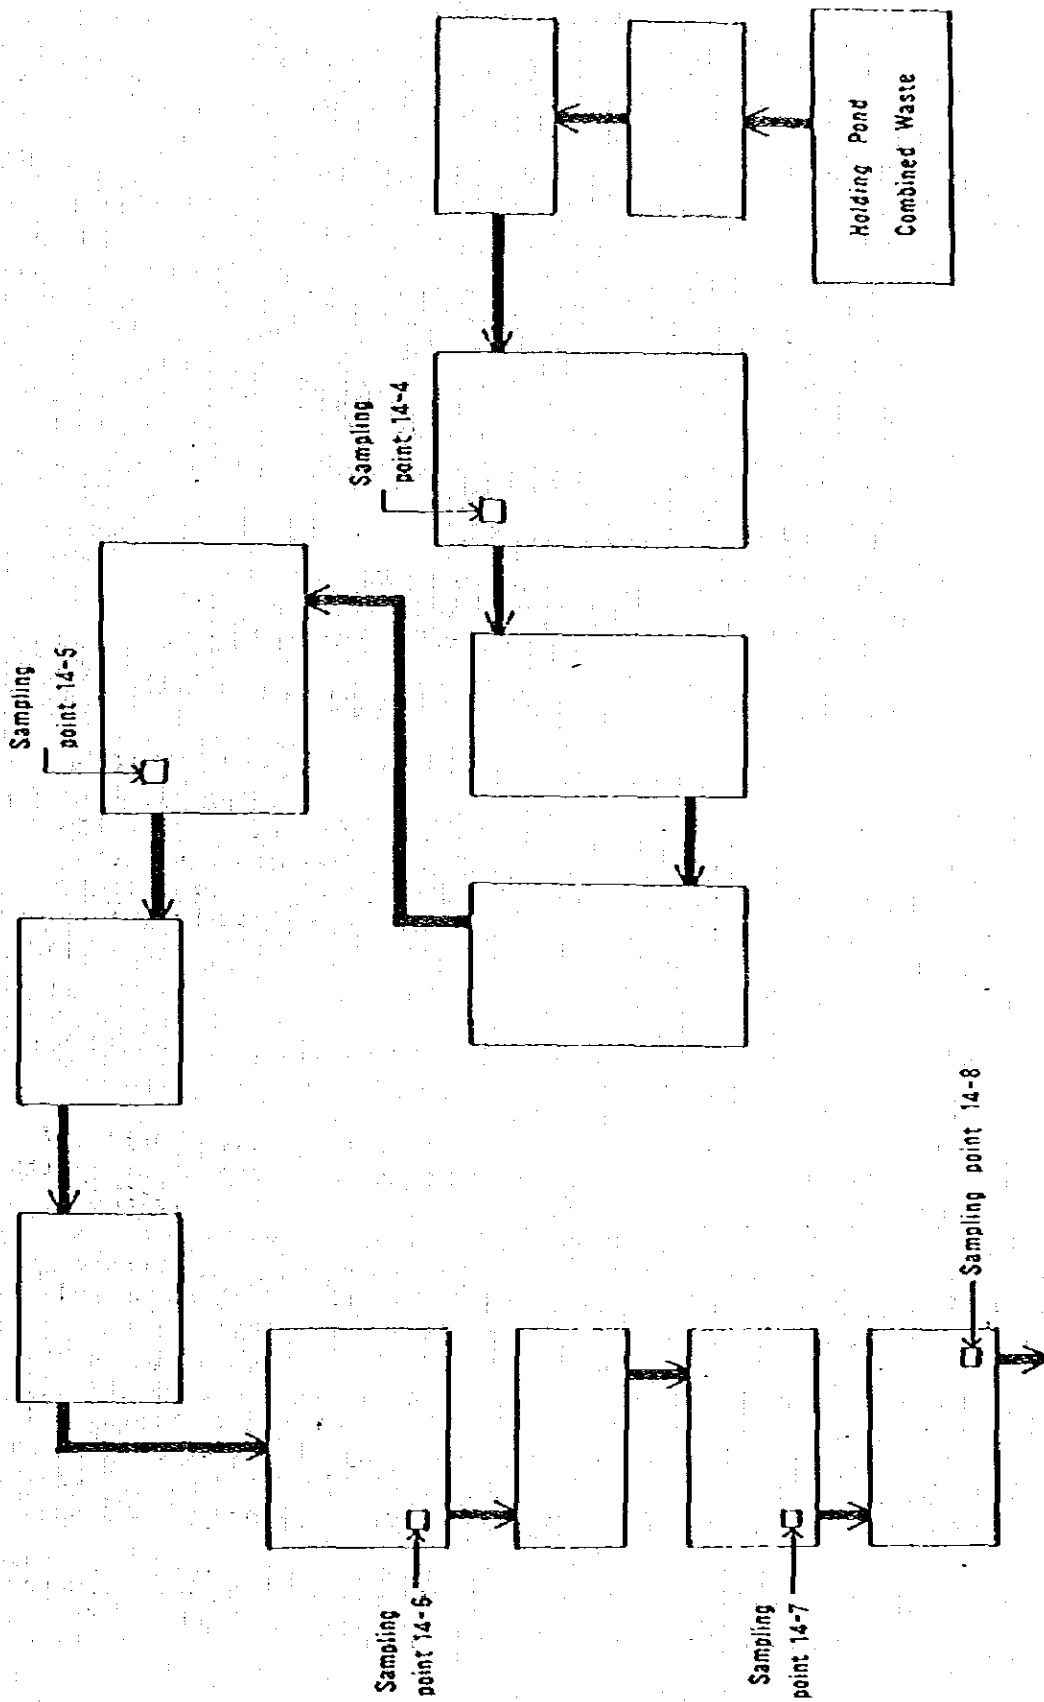 Holding Pond
Combined Waste
Sampling
point 14-4
Sampling
point 14-5
Sampling
point 14-6
Sampling
point 14-7
Sampling point 14-8